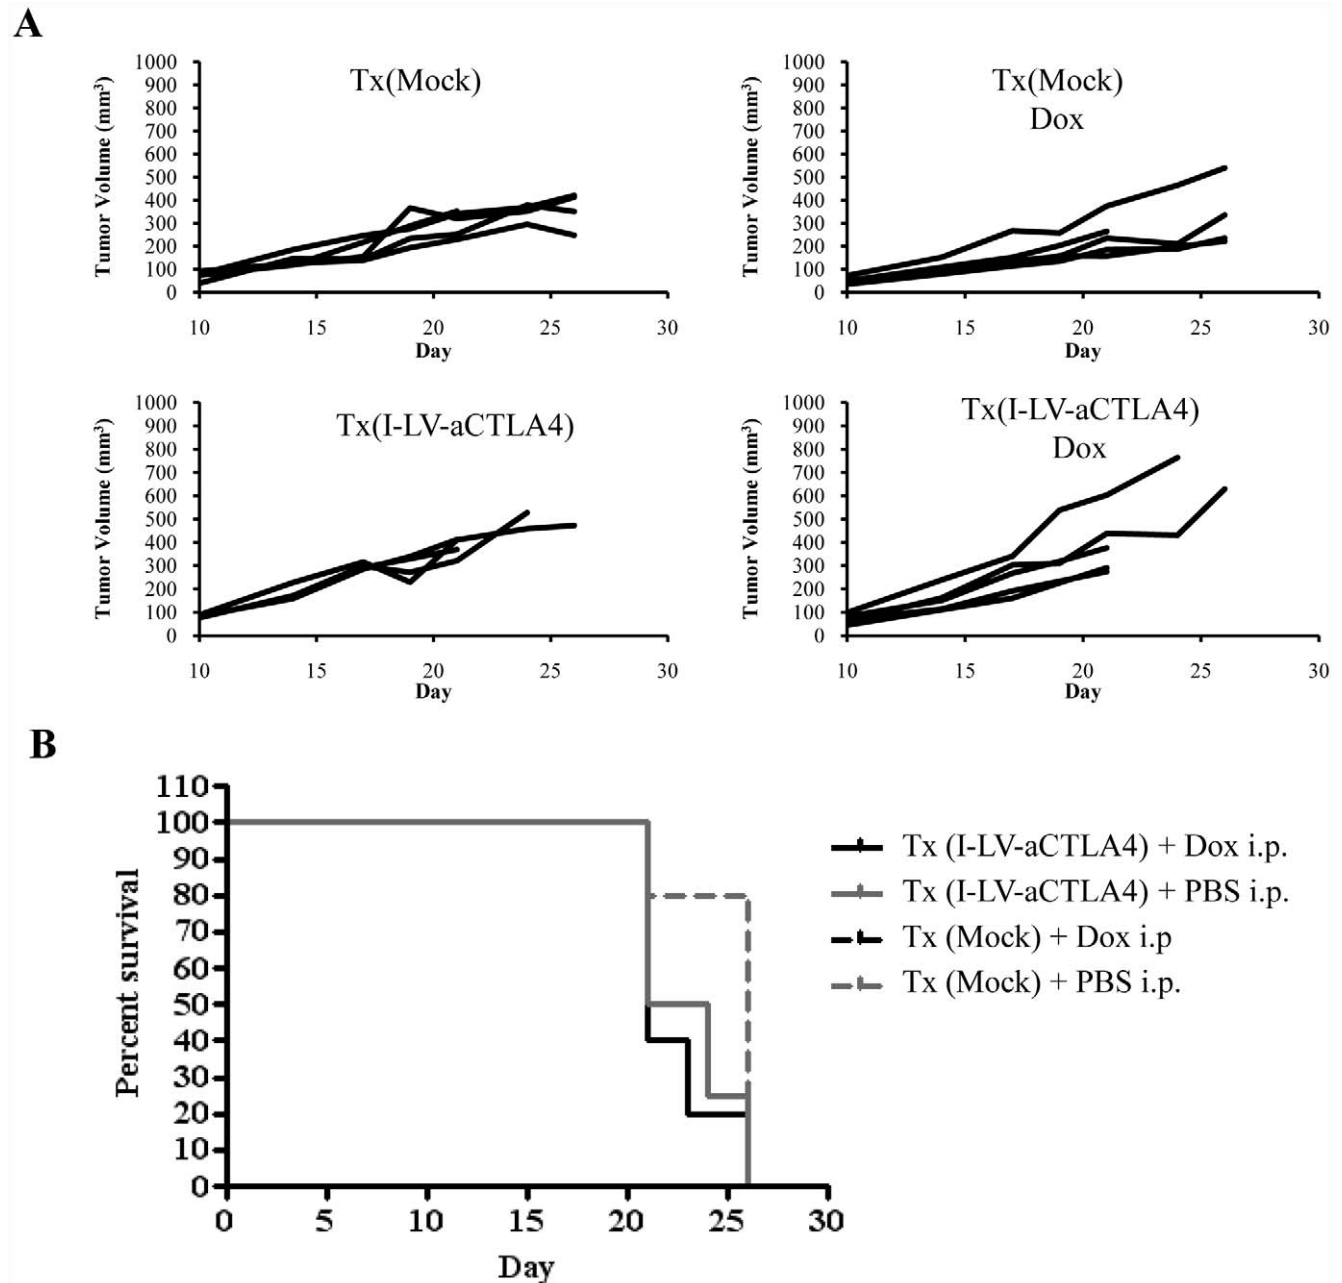 A
Tx(Mock)
Tumor Volume (mm³)
1000
900
800
700
600
500
400
300
200
100
0
10 15 20 25 30
Day
Tx(Mock)
Dox
Tumor Volume (mm³)
1000
900
800
700
600
500
400
300
200
100
0
10 15 20 25 30
Day
Tx(I-LV-aCTLA4)
Tumor Volume (mm³)
1000
900
800
700
600
500
400
300
200
100
0
10 15 20 25 30
Day
Tx(I-LV-aCTLA4)
Dox
Tumor Volume (mm³)
1000
900
800
700
600
500
400
300
200
100
0
10 15 20 25 30
Day
B
Percent survival
110
100
90
80
70
60
50
40
30
20
10
0
0 5 10 15 20 25 30
Day
Tx (I-LV-aCTLA4) + Dox i.p.
Tx (I-LV-aCTLA4) + PBS i.p.
Tx (Mock) + Dox i.p
Tx (Mock) + PBS i.p.